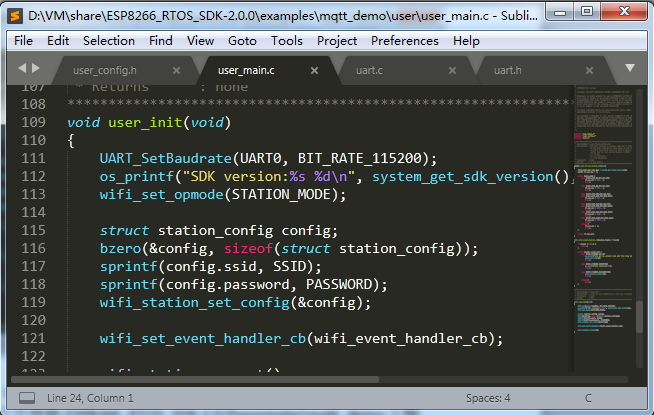 D:\VM\share\ESP8266_RTOS_SDK-2.0.0\examples\mqtt_demo\user\user_main.c - Subli...
File Edit Selection Find View Goto Tools Project Preferences Help
user_config.h user_main.c uart.c uart.h
107 * Returns : none
108 *******************************************************************
109 void user_init(void)
110 {
111 UART_SetBaudrate(UART0, BIT_RATE_115200);
112 os_printf("SDK version:%s %d\n", system_get_sdk_version(),
113 wifi_set_opmode(STATION_MODE);
114
115 struct station_config config;
116 bzero(&config, sizeof(struct station_config));
117 sprintf(config.ssid, SSID);
118 sprintf(config.password, PASSWORD);
119 wifi_station_set_config(&config);
120
121 wifi_set_event_handler_cb(wifi_event_handler_cb);
122
Line 24, Column 1 Spaces: 4 C